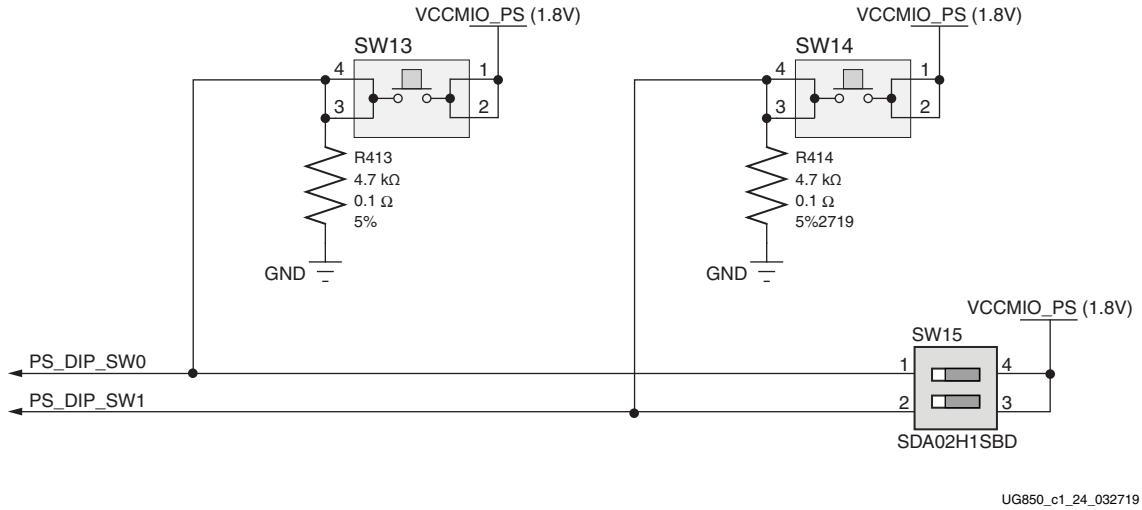 VCCMIO_PS (1.8V)
VCCMIO_PS (1.8V)
SW13
SW14
4
1
3
2
4
1
3
2
R413
4.7 kΩ
0.1 Ω
5%
R414
4.7 kΩ
0.1 Ω
5%2719
GND
GND
VCCMIO_PS (1.8V)
SW15
PS_DIP_SW0
1
4
PS_DIP_SW1
2
3
SDA02H1SBD
UG850_c1_24_032719